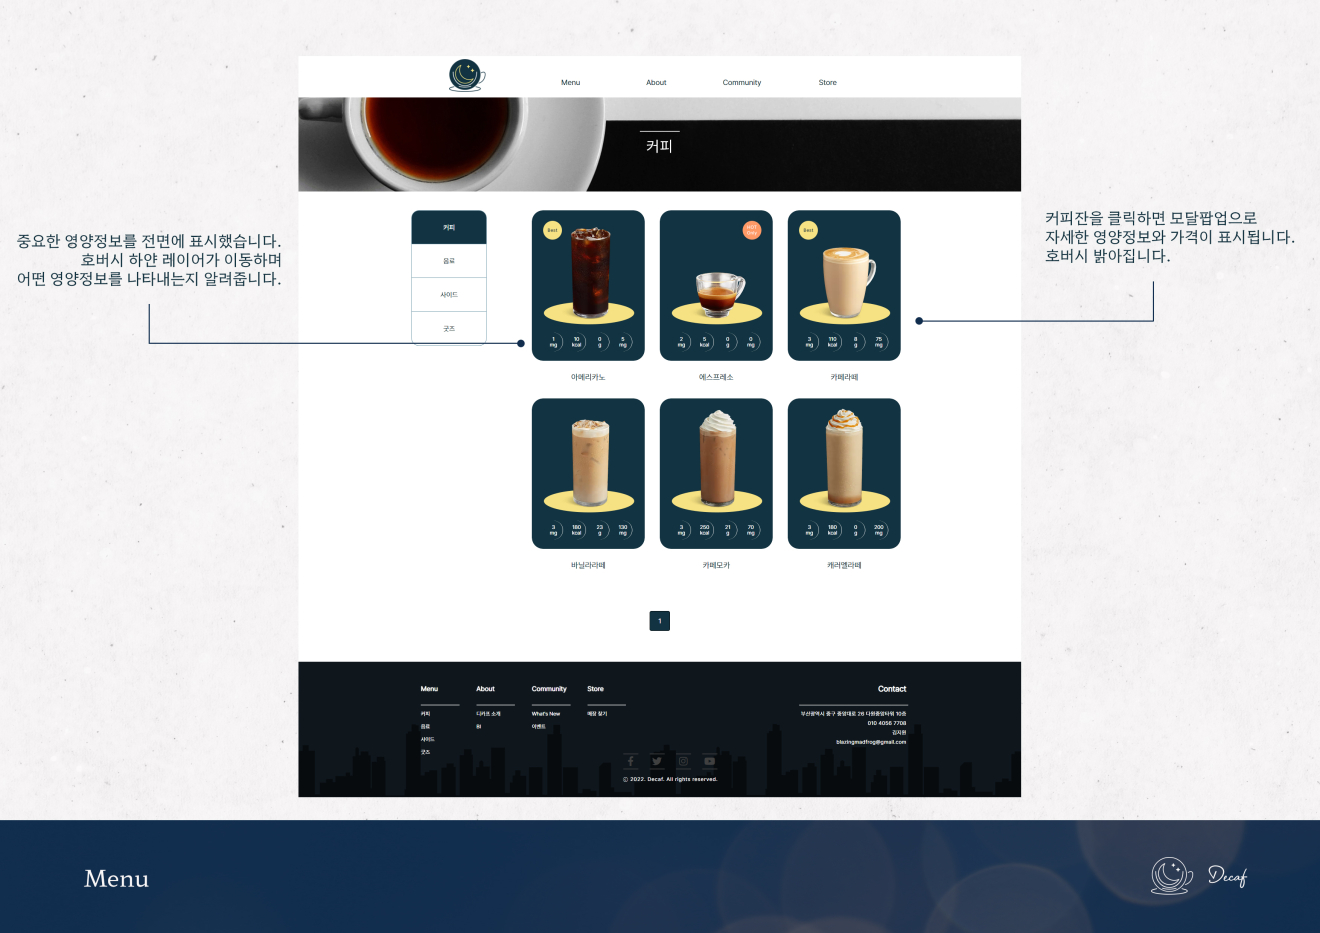 Menu
About
Community
Store
커피
중요한 영양정보를 전면에 표시했습니다.
호버시 하얀 레이어가 이동하며
어떤 영양정보를 나타내는지 알려줍니다.
커피잔을 클릭하면 모달팝업으로
자세한 영양정보와 가격이 표시됩니다.
호버시 밝아집니다.
커피
음료
사이드
굿즈
Best
1 mg
10 kcal
0 g
5 mg
아메리카노
HOT Only
2 mg
5 kcal
0 g
0 mg
에스프레소
Best
3 mg
110 kcal
8 g
75 mg
카페라떼
3 mg
180 kcal
23 g
130 mg
바닐라라떼
3 mg
250 kcal
21 g
70 mg
카페모카
3 mg
180 kcal
0 g
200 mg
캐러멜라떼
1
Menu
커피
음료
사이드
굿즈
About
디카프 소개
BI
Community
What's New
이벤트
Store
매장 찾기
Contact
부산광역시 중구 중앙대로 26 다원중앙타워 10층
010 4056 7708
김지원
blazingmadfrog@gmail.com
© 2022. Decaf. All rights reserved.
Menu
Decaf